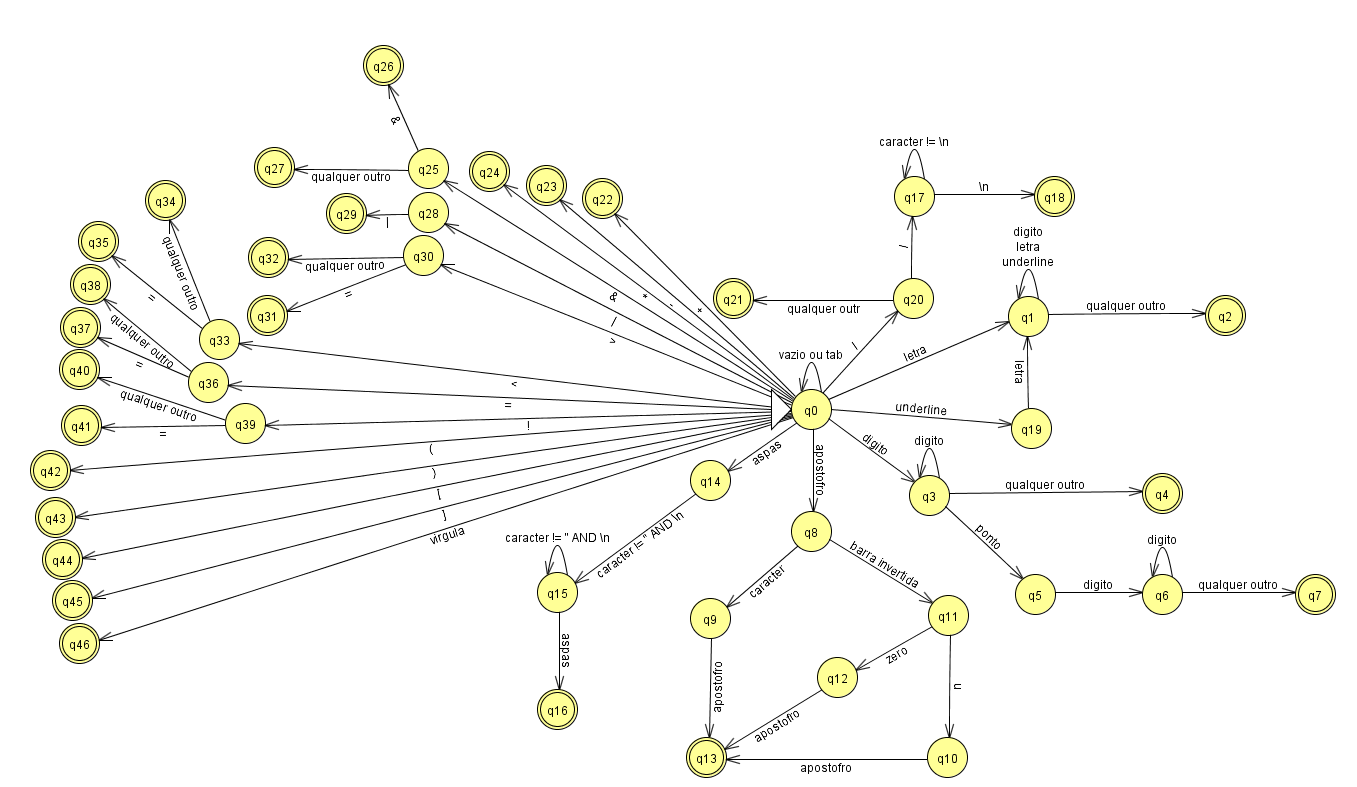 q26
&
q27
qualquer outro
q25
q24
q23
q22
caracter != \n
q17
\n
q18
q34
q29
|
q28
q35
qualquer outro
q32
qualquer outro
q30
digito
letra
underline
/
q38
=
q31
=
q21
qualquer outr
q20
q1
qualquer outro
q2
q37
qualquer outro
q33
&
|
>
*
-
/
letra
vazio ou tab
letra
q40
=
q36
<
=
q0
underline
q41
qualquer outro
=
q39
!
q19
q42
(
)
[
]
vírgula
aspas
apostofro
digito
digito
q14
q3
qualquer outro
q4
q43
q44
q45
q46
caracter != " AND \n
caracter != " AND \n
q8
ponto
digito
q15
caracter
barra invertida
q5
digito
q6
qualquer outro
q7
aspas
q9
q11
zero
u
q12
apostofro
apostofro
q16
q13
apostofro
q10